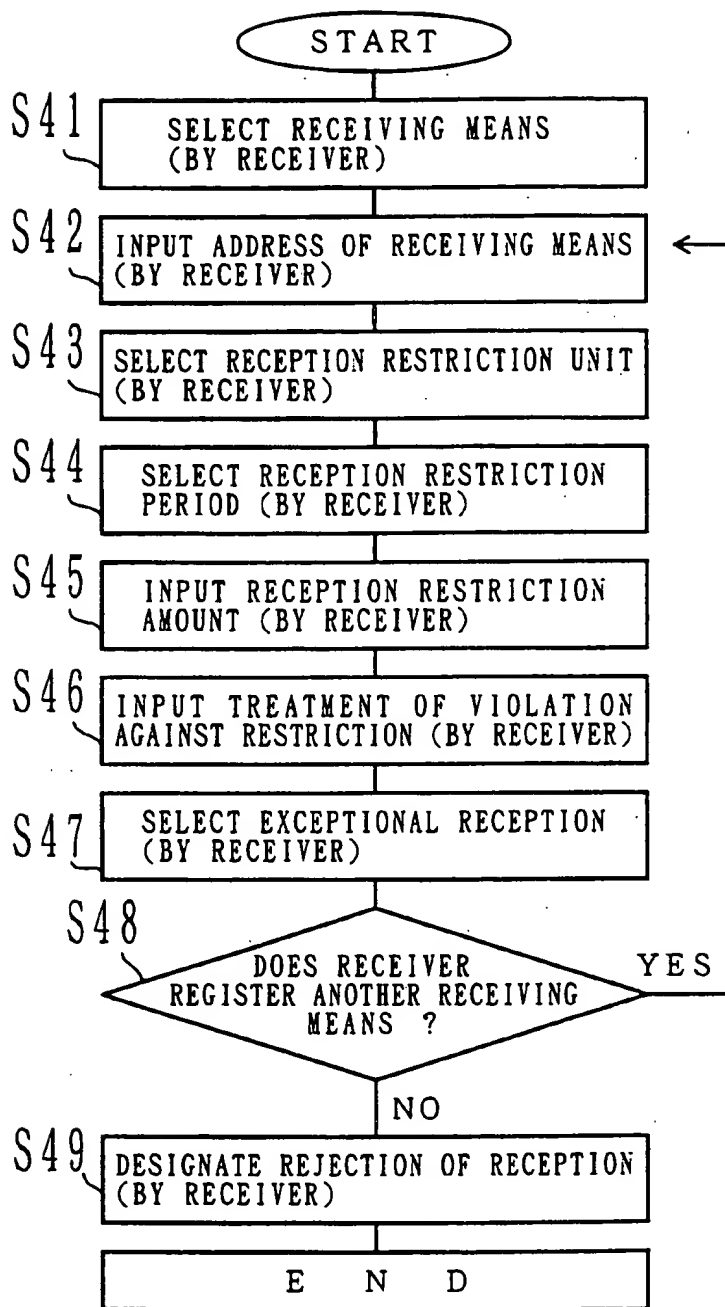 START
S41
SELECT RECEIVING MEANS
(BY RECEIVER)
S42
INPUT ADDRESS OF RECEIVING MEANS
(BY RECEIVER)
S43
SELECT RECEPTION RESTRICTION UNIT
(BY RECEIVER)
S44
SELECT RECEPTION RESTRICTION
PERIOD (BY RECEIVER)
S45
INPUT RECEPTION RESTRICTION
AMOUNT (BY RECEIVER)
S46
INPUT TREATMENT OF VIOLATION
AGAINST RESTRICTION (BY RECEIVER)
S47
SELECT EXCEPTIONAL RECEPTION
(BY RECEIVER)
S48
DOES RECEIVER
REGISTER ANOTHER RECEIVING
MEANS ?
YES
NO
S49
DESIGNATE REJECTION OF RECEPTION
(BY RECEIVER)
E N D